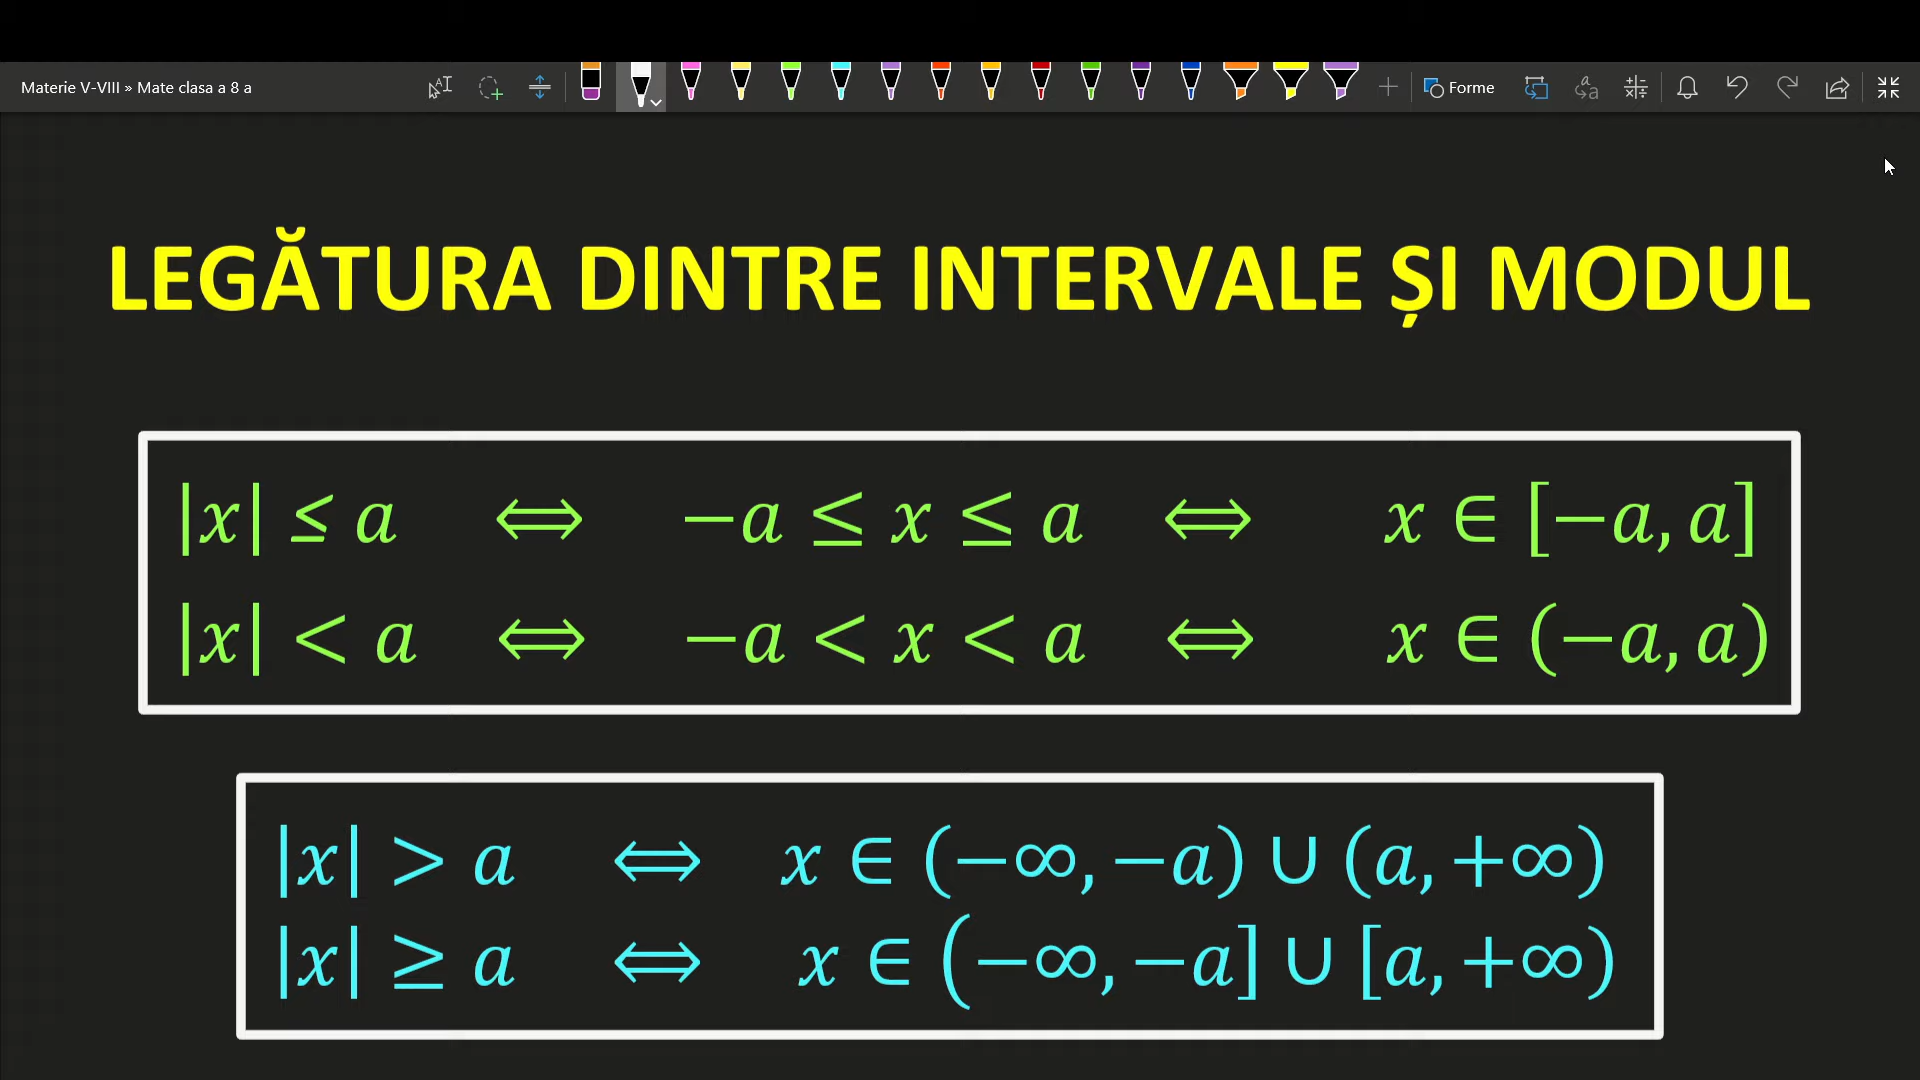 Materie V-VIII » Mate clasa a 8 a
Forme
LEGĂTURA DINTRE INTERVALE ȘI MODUL
|x| ≤ a ⟺ −a ≤ x ≤ a ⟺ x ∈ [−a, a]
|x| < a ⟺ −a < x < a ⟺ x ∈ (−a, a)
|x| > a ⟺ x ∈ (−∞, −a) ∪ (a, +∞)
|x| ≥ a ⟺ x ∈ (−∞, −a] ∪ [a, +∞)